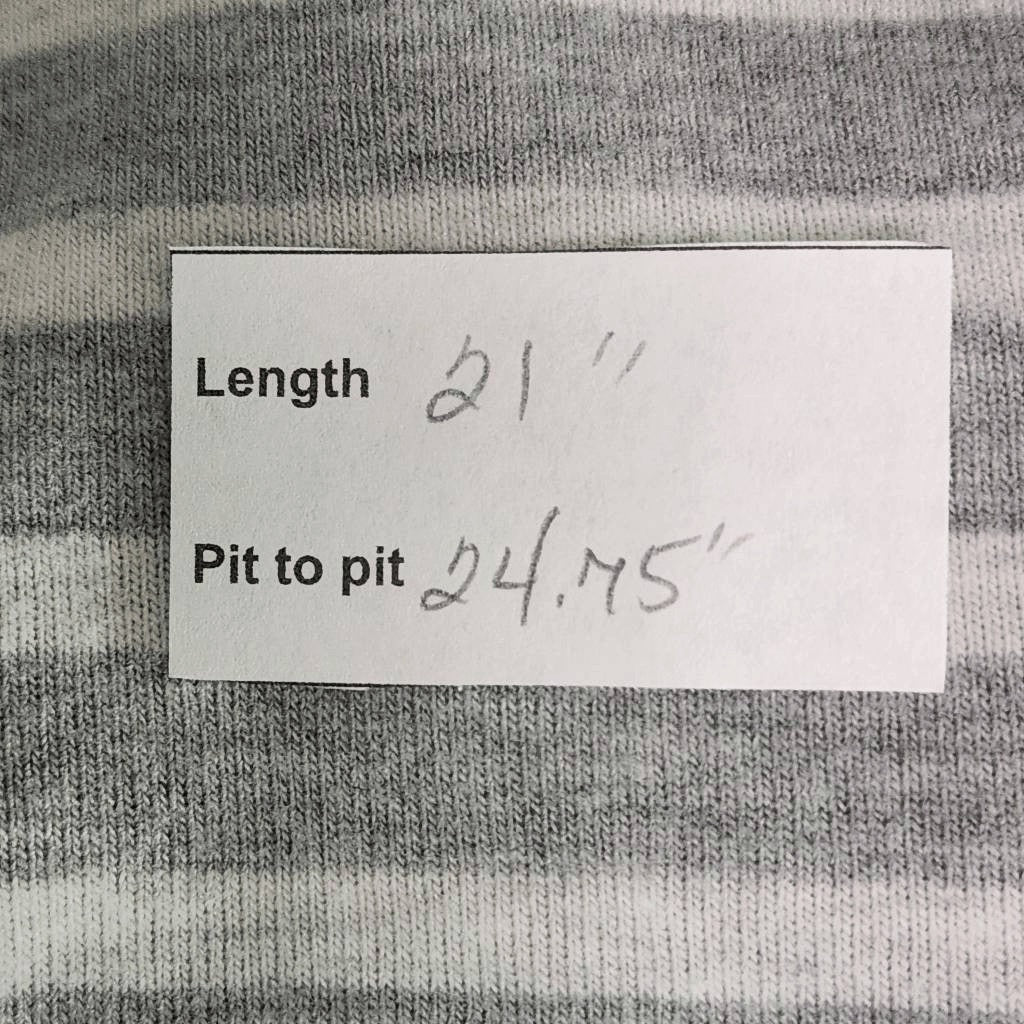 Length 21"
Pit to pit 24.75"